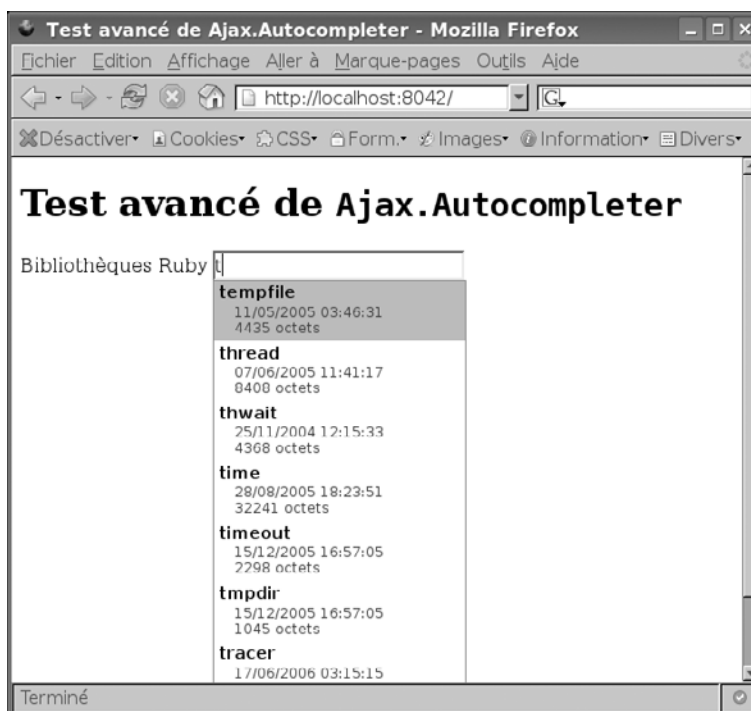 Test avancé de Ajax.Autocompleter - Mozilla Firefox
Fichier Edition Affichage Aller à Marque-pages Outils Aide
http://localhost:8042/ G
Désactiver Cookies CSS Form. Images Information Divers
Test avancé de Ajax.Autocompleter
Bibliothèques Ruby t
tempfile
11/05/2005 03:46:31
4435 octets
thread
07/06/2005 11:41:17
8408 octets
thwait
25/11/2004 12:15:33
4368 octets
time
28/08/2005 18:23:51
32241 octets
timeout
15/12/2005 16:57:05
2298 octets
tmpdir
15/12/2005 16:57:05
1045 octets
tracer
17/06/2006 03:15:15
Terminé